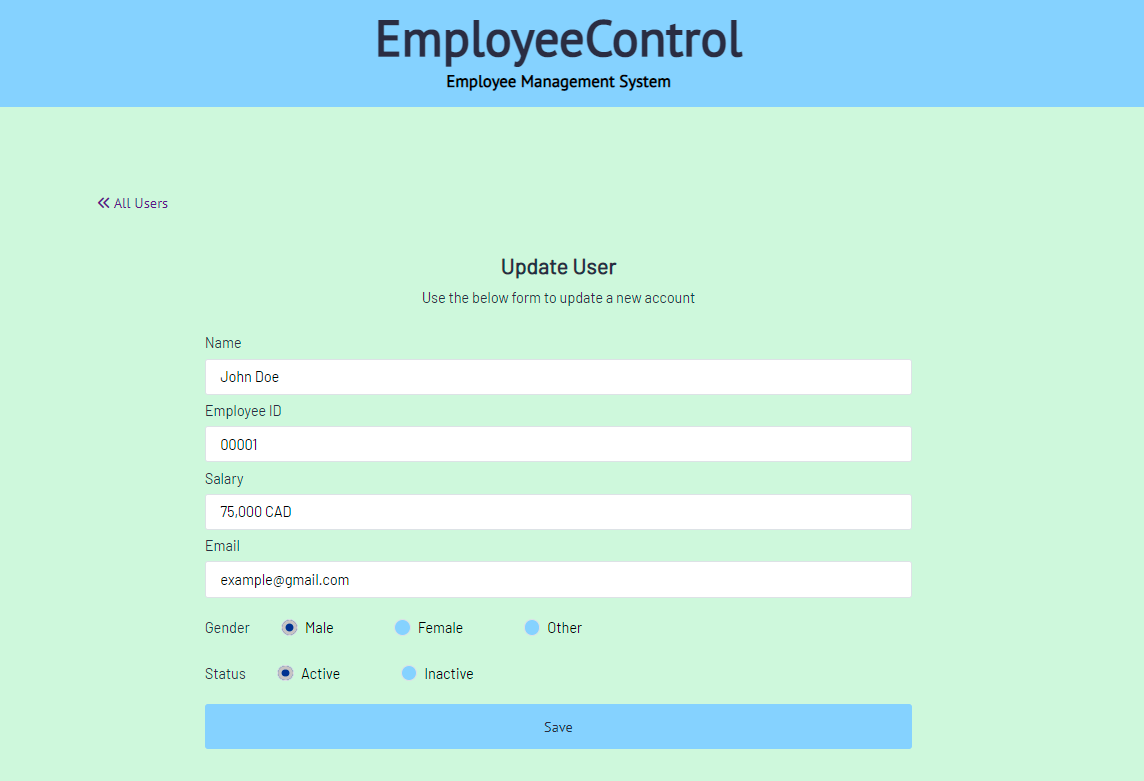 EmployeeControl
Employee Management System
All Users
Update User
Use the below form to update a new account
Name
John Doe
Employee ID
00001
Salary
75,000 CAD
Email
example@gmail.com
Gender Male Female Other
Status Active Inactive
Save